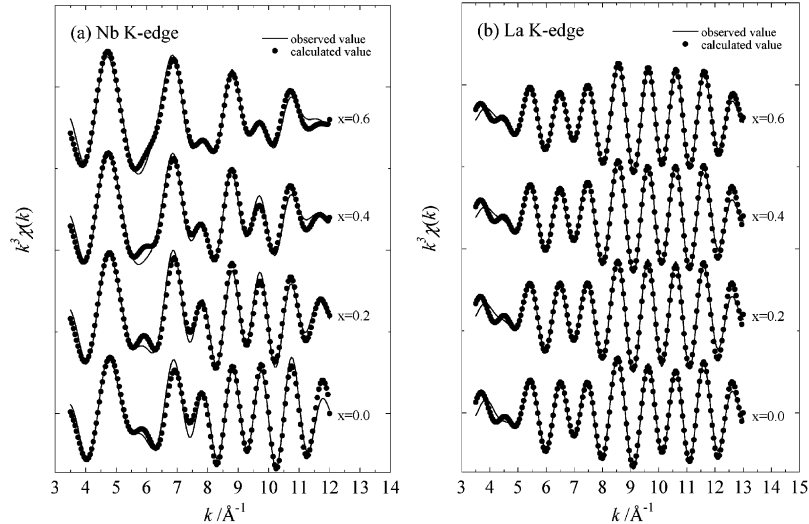 (a) Nb K-edge
observed value
calculated value
x=0.6
x=0.4
x=0.2
x=0.0
k³χ(k)
3 4 5 6 7 8 9 10 11 12 13 14
k /Å⁻¹
(b) La K-edge
observed value
calculated value
x=0.6
x=0.4
x=0.2
x=0.0
k³χ(k)
3 4 5 6 7 8 9 10 11 12 13 14 15
k /Å⁻¹